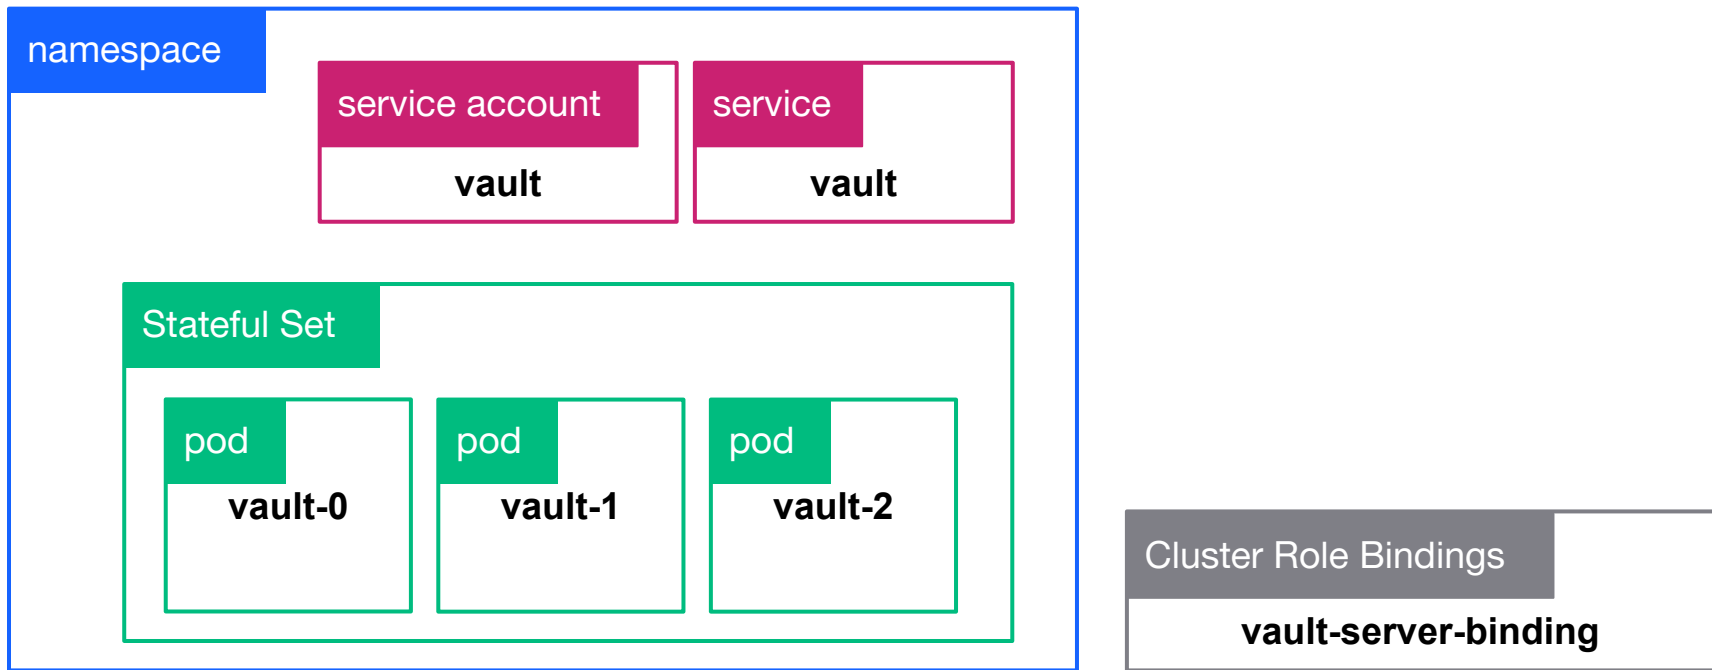 namespace
service account
service
vault
vault
Stateful Set
pod
pod
pod
vault-0
vault-1
vault-2
Cluster Role Bindings
vault-server-binding